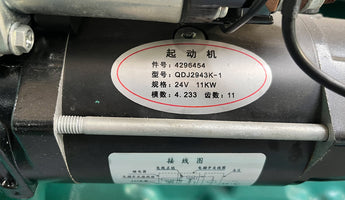 起动机
件号: 4296454
型号: QDJ2943K-1
规格: 24V 11KW
模数: 4.233 齿数: 11
接线图